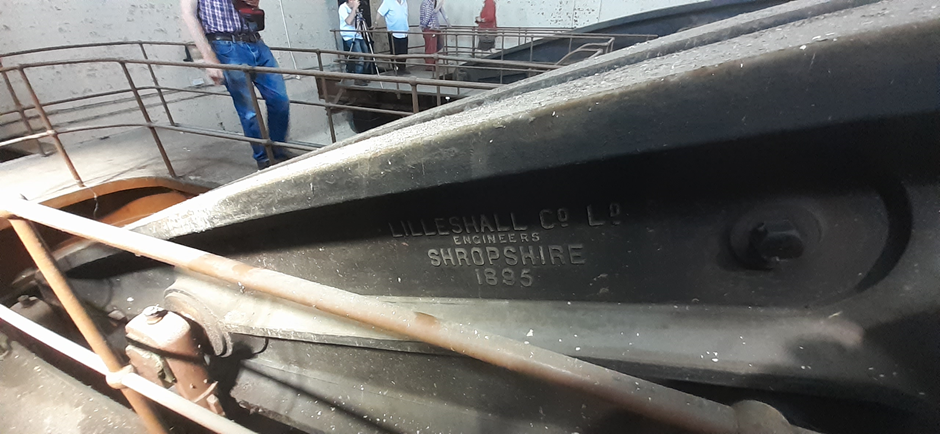 LILLESHALL Co LD
ENGINEERS
SHROPSHIRE
1895